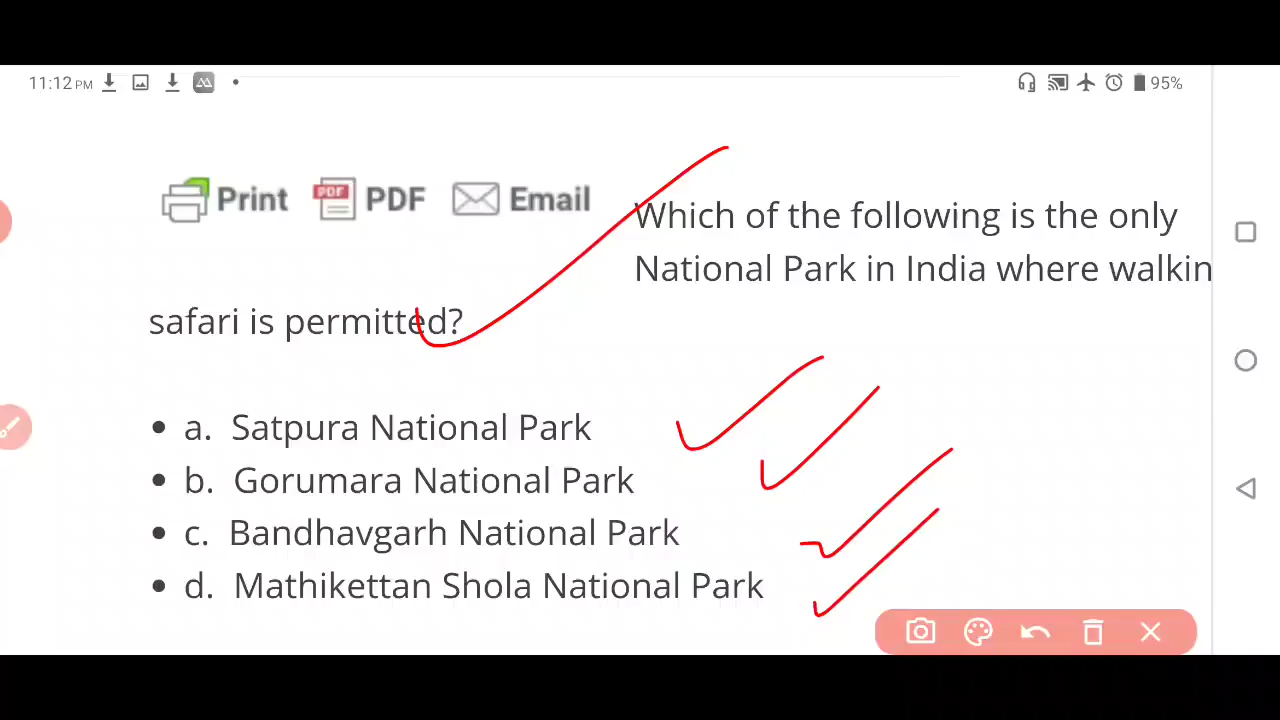 11:12 PM 95%
Print PDF Email
Which of the following is the only
National Park in India where walkin
safari is permitted?
• a. Satpura National Park
• b. Gorumara National Park
• c. Bandhavgarh National Park
• d. Mathikettan Shola National Park